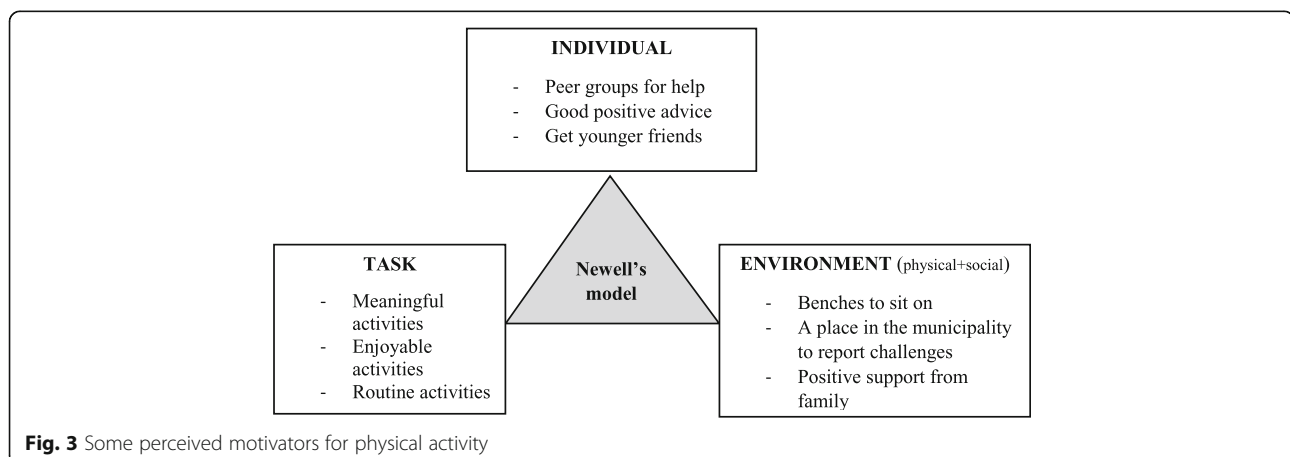 INDIVIDUAL
- Peer groups for help
- Good positive advice
- Get younger friends
TASK
- Meaningful
activities
- Enjoyable
activities
- Routine activities
Newell's
model
ENVIRONMENT (physical+social)
- Benches to sit on
- A place in the municipality
to report challenges
- Positive support from
family
Fig. 3 Some perceived motivators for physical activity